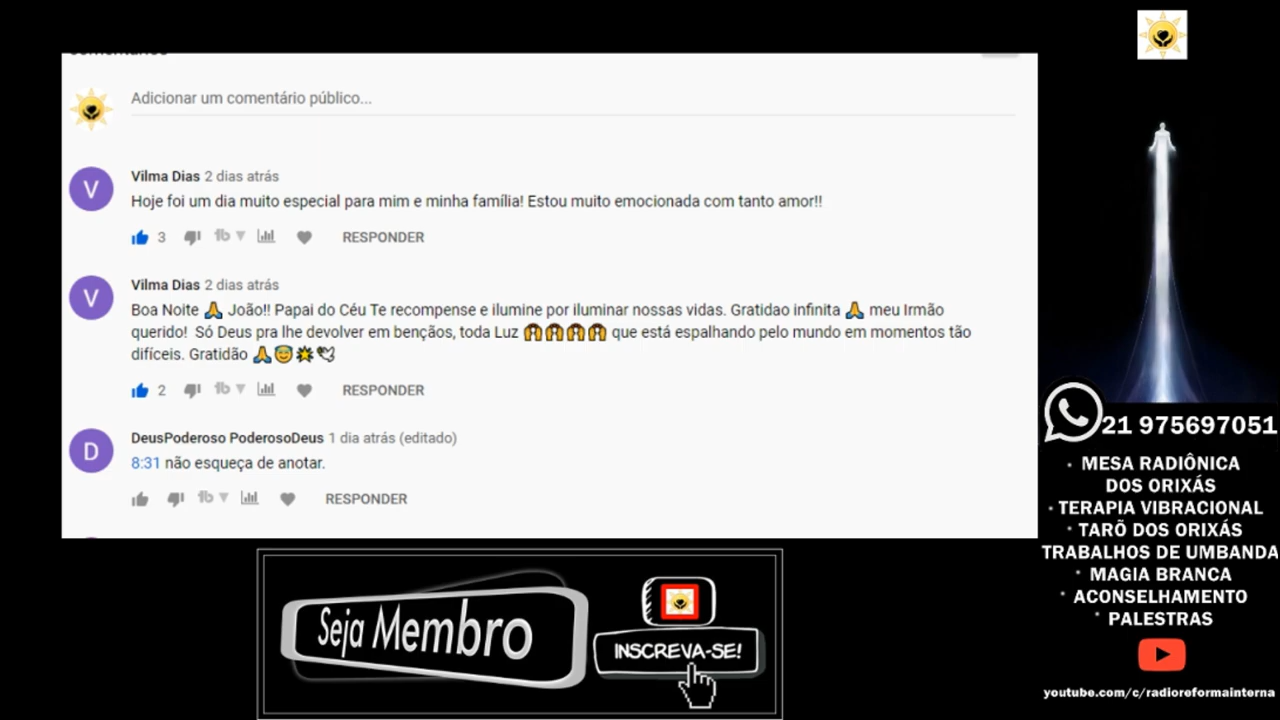 Adicionar um comentário público...
V
Vilma Dias 2 dias atrás
Hoje foi um dia muito especial para mim e minha família! Estou muito emocionada com tanto amor!!
3
RESPONDER
V
Vilma Dias 2 dias atrás
Boa Noite 🙏 João!! Papai do Céu Te recompense e ilumine por iluminar nossas vidas. Gratidao infinita 🙏 meu Irmão
querido! Só Deus pra lhe devolver em bençãos, toda Luz que está espalhando pelo mundo em momentos tão
difíceis. Gratidão 🙏😇🌟🕊
2
RESPONDER
D
DeusPoderoso PoderosoDeus 1 dia atrás (editado)
8:31 não esqueça de anotar.
RESPONDER
Seja Membro
INSCREVA-SE!
21 975697051
· MESA RADIÔNICA
DOS ORIXÁS
· TERAPIA VIBRACIONAL
· TARÕ DOS ORIXÁS
TRABALHOS DE UMBANDA
· MAGIA BRANCA
· ACONSELHAMENTO
· PALESTRAS
youtube.com/c/radioreformainterna